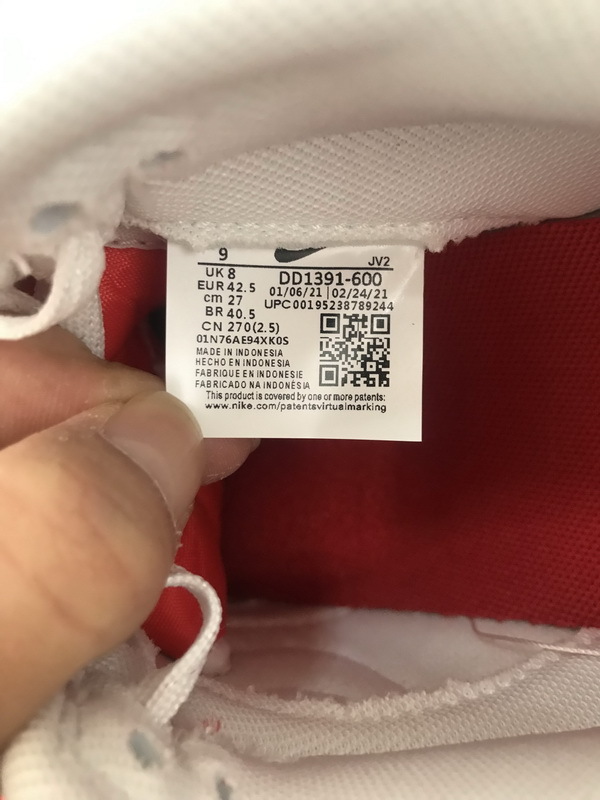 9
JV2
UK 8
DD1391-600
EUR 42.5
01/06/21 | 02/24/21
cm 27
UPC00195238789244
BR 40.5
CN 270(2.5)
01N76AE94XK0S
MADE IN INDONESIA
HECHO EN INDONESIA
FABRIQUE EN INDONESIE
FABRICADO NA INDONÉSIA
This product is covered by one or more patents:
www.nike.com/patentsvirtualmarking